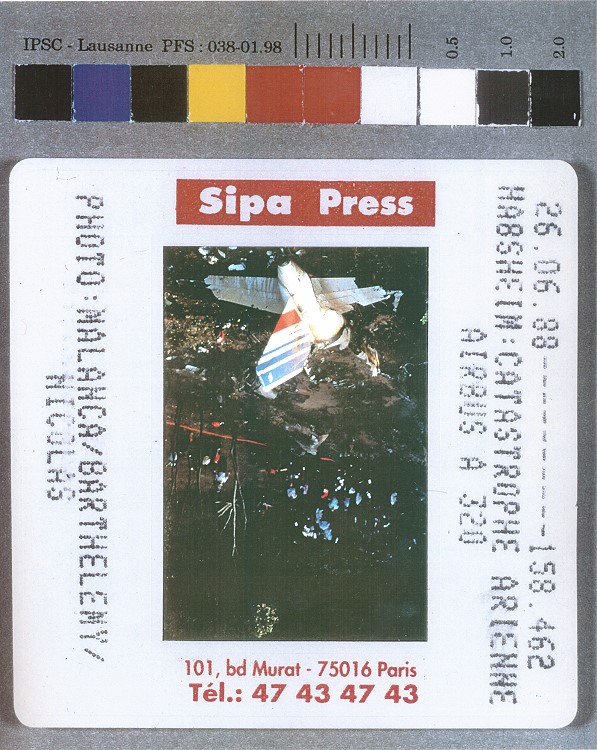 IPSC - Lausanne PFS : 038-01.98
0.5
1.0
2.0
Sipa Press
26.06.88 ------158.462
HABSHEIM:CATASTROPHE ARIENNE
AIRBUS A 320
PHOTO:MALANCA/BARTHELEMY/
NICOLAS
101, bd Murat - 75016 Paris
Tél.: 47 43 47 43